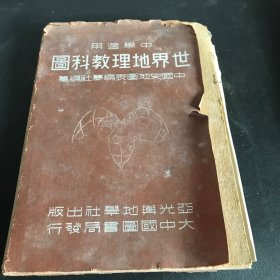 中學適用
世界地理教科圖
中國史地圖表編纂社編纂
亞光輿地學社出版
大中國圖書局發行